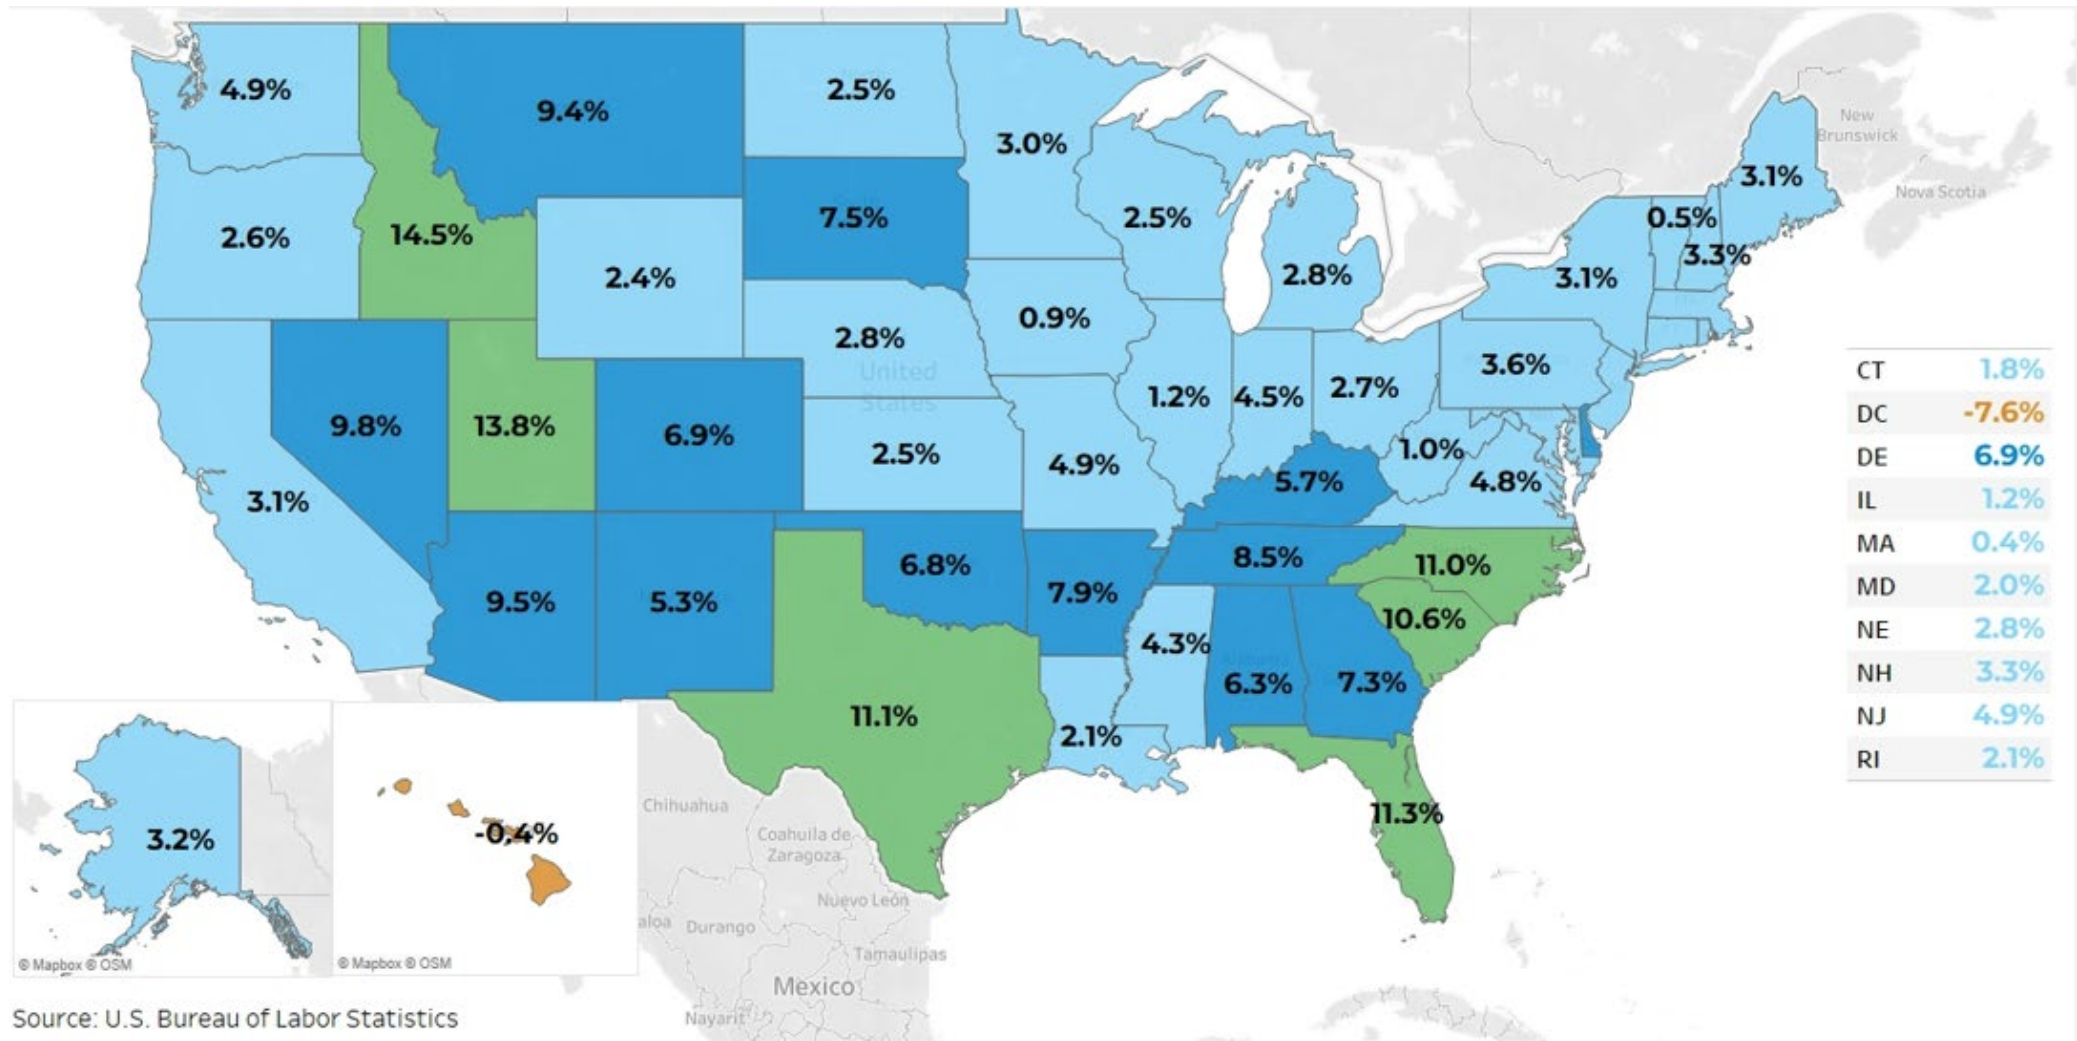 4.9%
9.4%
2.5%
3.0%
New
Brunswick
3.1%
Nova Scotia
2.6%
14.5%
7.5%
2.5%
0.5%
3.3%
2.4%
2.8%
3.1%
0.9%
2.8%
United
States
3.6%
9.8%
13.8%
6.9%
2.5%
4.9%
1.2%
4.5%
2.7%
1.0%
4.8%
3.1%
5.7%
9.5%
5.3%
6.8%
7.9%
8.5%
11.0%
10.6%
4.3%
Alabama
6.3%
7.3%
11.1%
2.1%
11.3%
CT 1.8%
DC -7.6%
DE 6.9%
IL 1.2%
MA 0.4%
MD 2.0%
NE 2.8%
NH 3.3%
NJ 4.9%
RI 2.1%
3.2%
-0.4%
© Mapbox © OSM
© Mapbox © OSM
Chihuahua
Coahuila de
Zaragoza
Nuevo León
aloa
Durango
Tamaulipas
Mexico
Nayarit
Source: U.S. Bureau of Labor Statistics